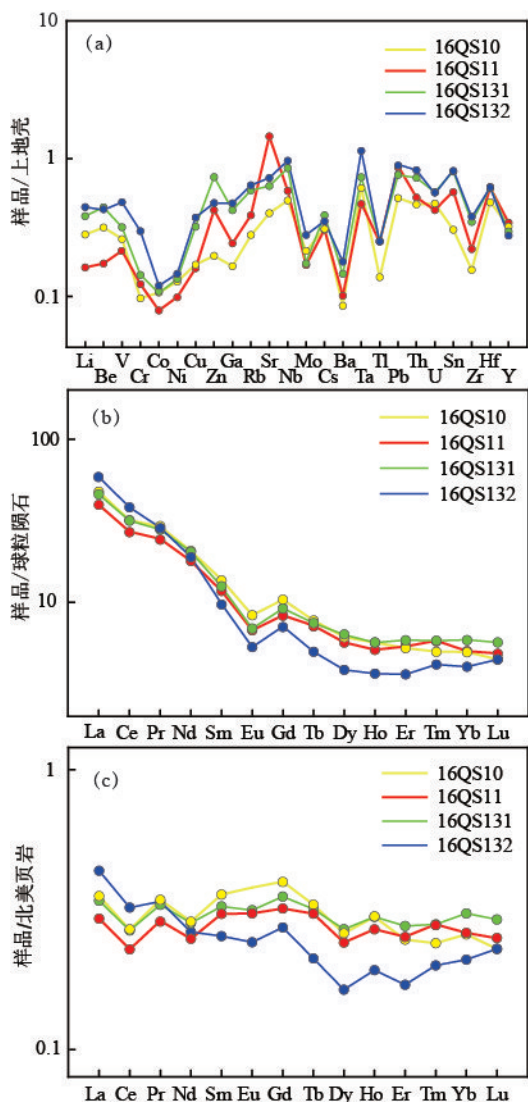 10
(a)
16QS10
16QS11
16QS131
16QS132
样品/上地壳
1
0.1
Li V Co Cu Ga Sr Mo Ba Tl Th Sn Hf
Be Cr Ni Zn Rb Nb Cs Ta Pb U Zr Y
(b)
16QS10
100
16QS11
16QS131
16QS132
样品/球粒陨石
10
La Ce Pr Nd Sm Eu Gd Tb Dy Ho Er Tm Yb Lu
1
(c)
16QS10
16QS11
16QS131
16QS132
样品/北美页岩
0.1
La Ce Pr Nd Sm Eu Gd Tb Dy Ho Er Tm Yb Lu